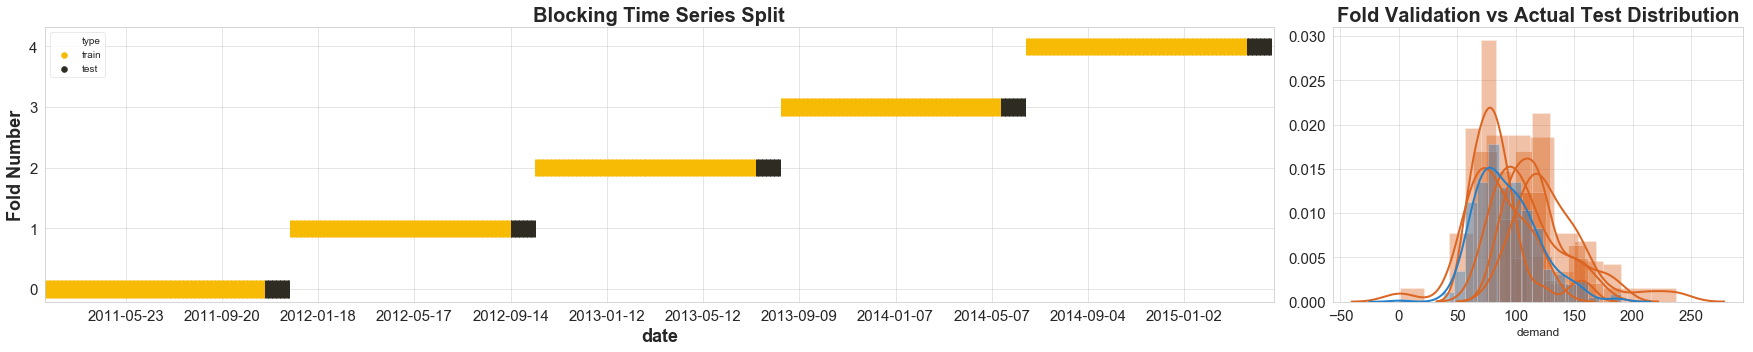 Blocking Time Series Split
type
train
test
Fold Number
4
3
2
1
0
2011-05-23 2011-09-20 2012-01-18 2012-05-17 2012-09-14 2013-01-12 2013-05-12 2013-09-09 2014-01-07 2014-05-07 2014-09-04 2015-01-02
date
Fold Validation vs Actual Test Distribution
0.030
0.025
0.020
0.015
0.010
0.005
0.000
−50 0 50 100 150 200 250
demand